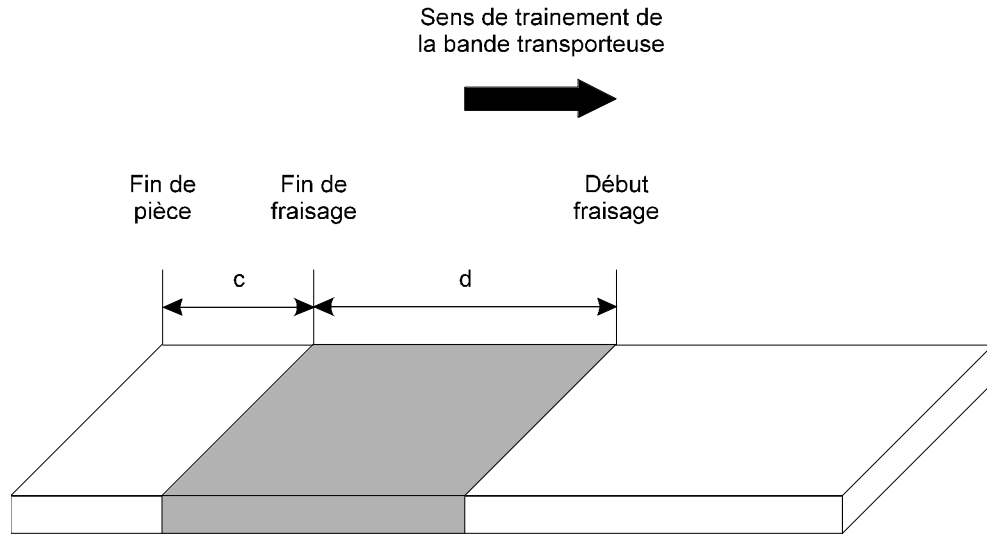 Sens de trainement de
la bande transporteuse
Fin de
pièce
Fin de
fraisage
Début
fraisage
c
d